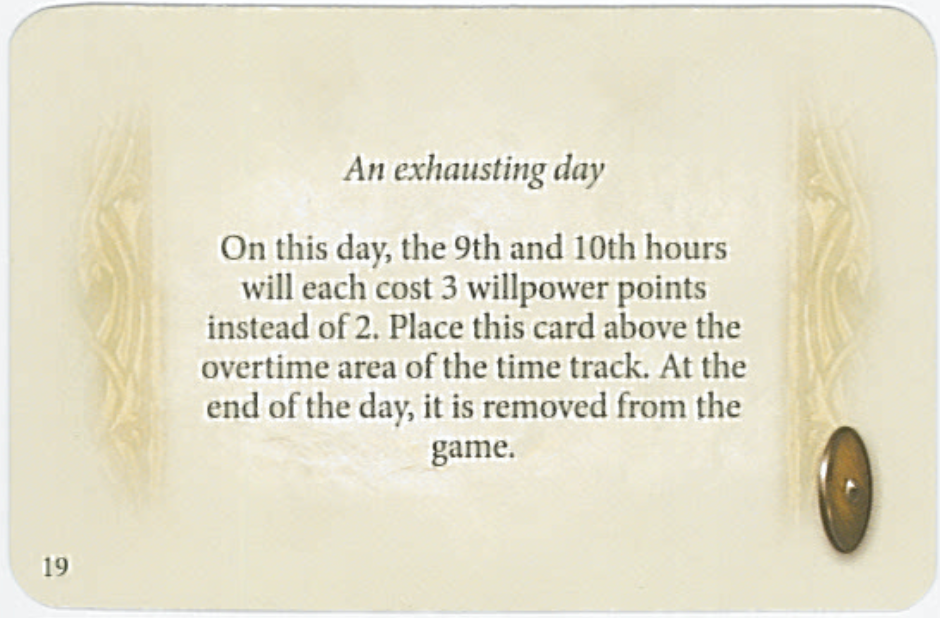 An exhausting day
On this day, the 9th and 10th hours
will each cost 3 willpower points
instead of 2. Place this card above the
overtime area of the time track. At the
end of the day, it is removed from the
game.
19